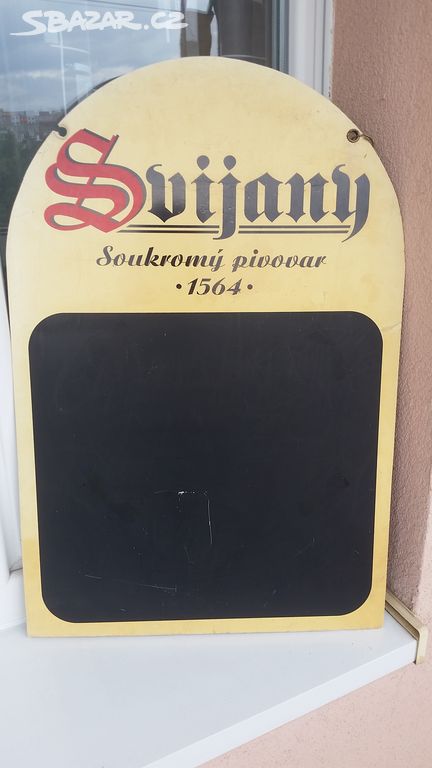 SBAZAR.CZ
Svijany
Soukromý pivovar
• 1564 •